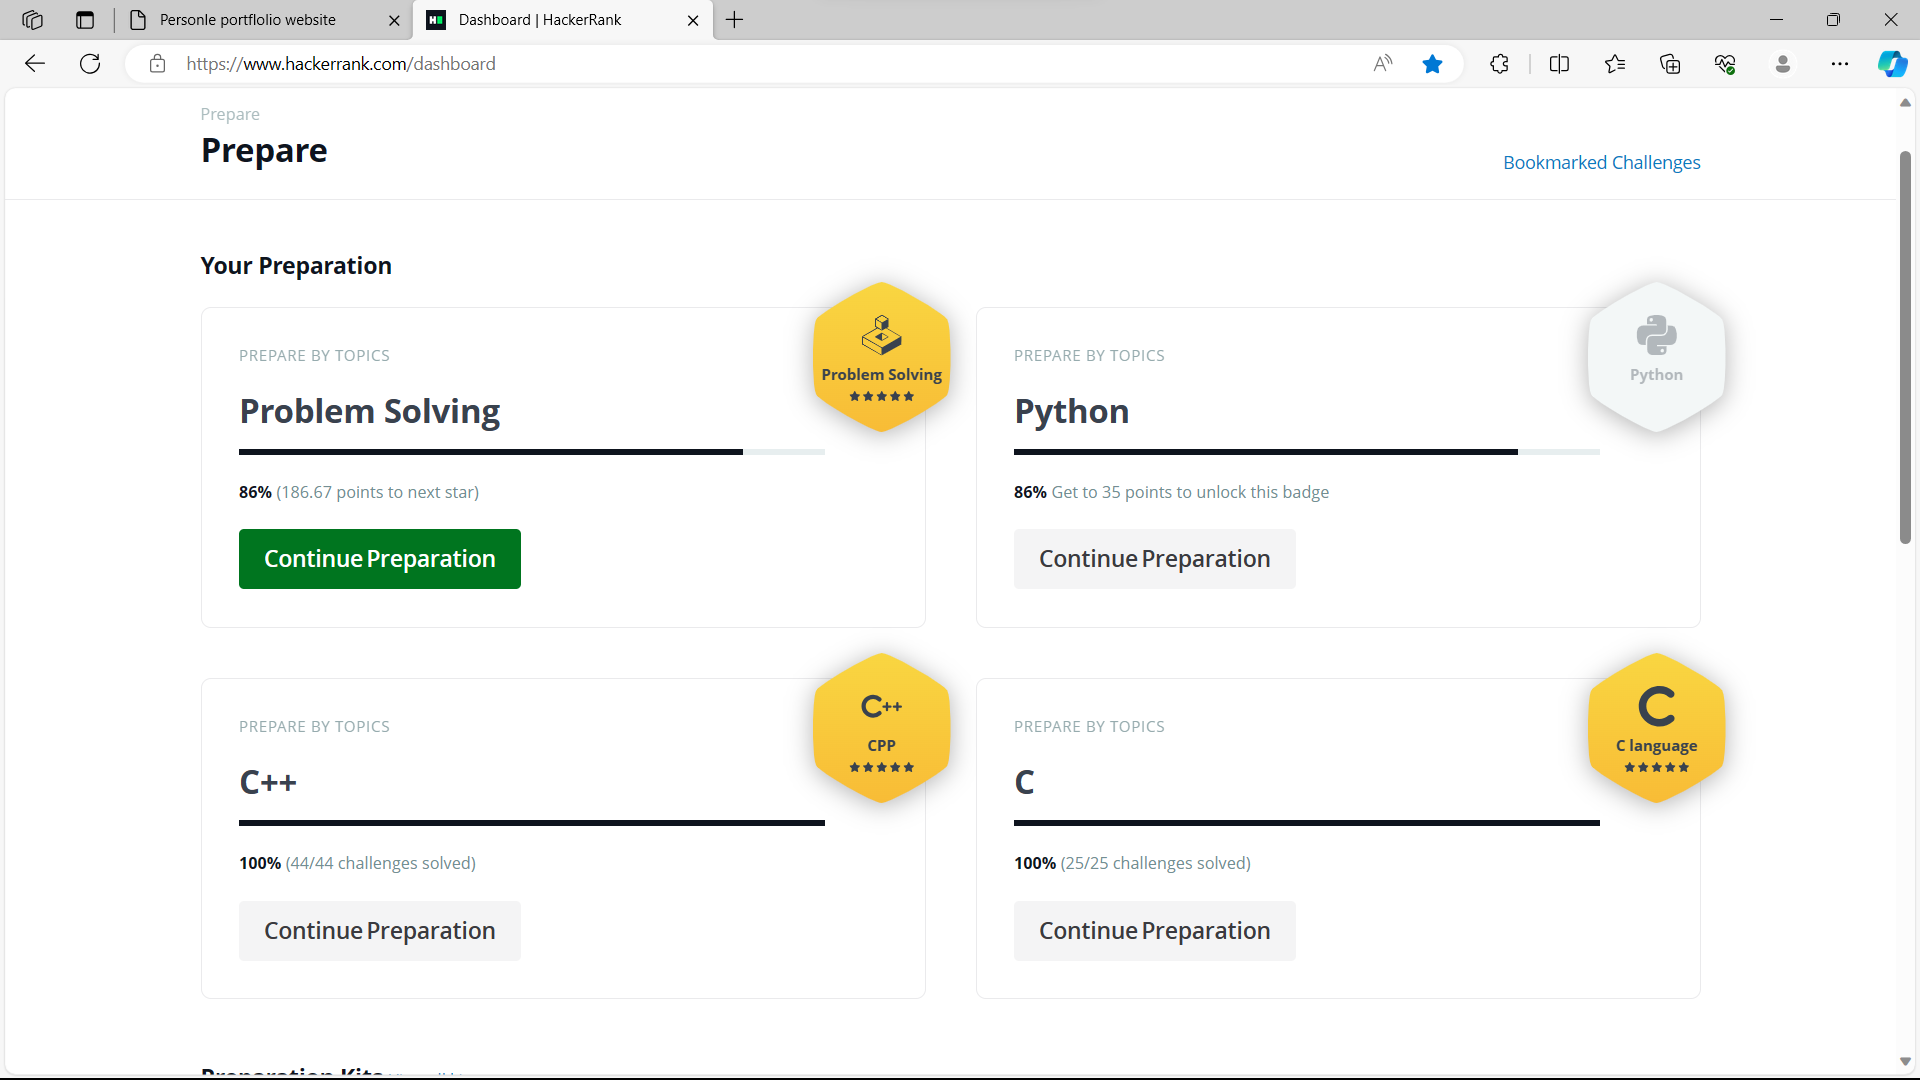 Personle portflolio website
Dashboard | HackerRank
https://www.hackerrank.com/dashboard
Prepare
Prepare
Bookmarked Challenges
Your Preparation
PREPARE BY TOPICS
Problem Solving
Problem Solving
86% (186.67 points to next star)
Continue Preparation
PREPARE BY TOPICS
Python
Python
86% Get to 35 points to unlock this badge
Continue Preparation
PREPARE BY TOPICS
C++
CPP
C++
100% (44/44 challenges solved)
Continue Preparation
PREPARE BY TOPICS
C
C language
C
100% (25/25 challenges solved)
Continue Preparation
Preparation Kits